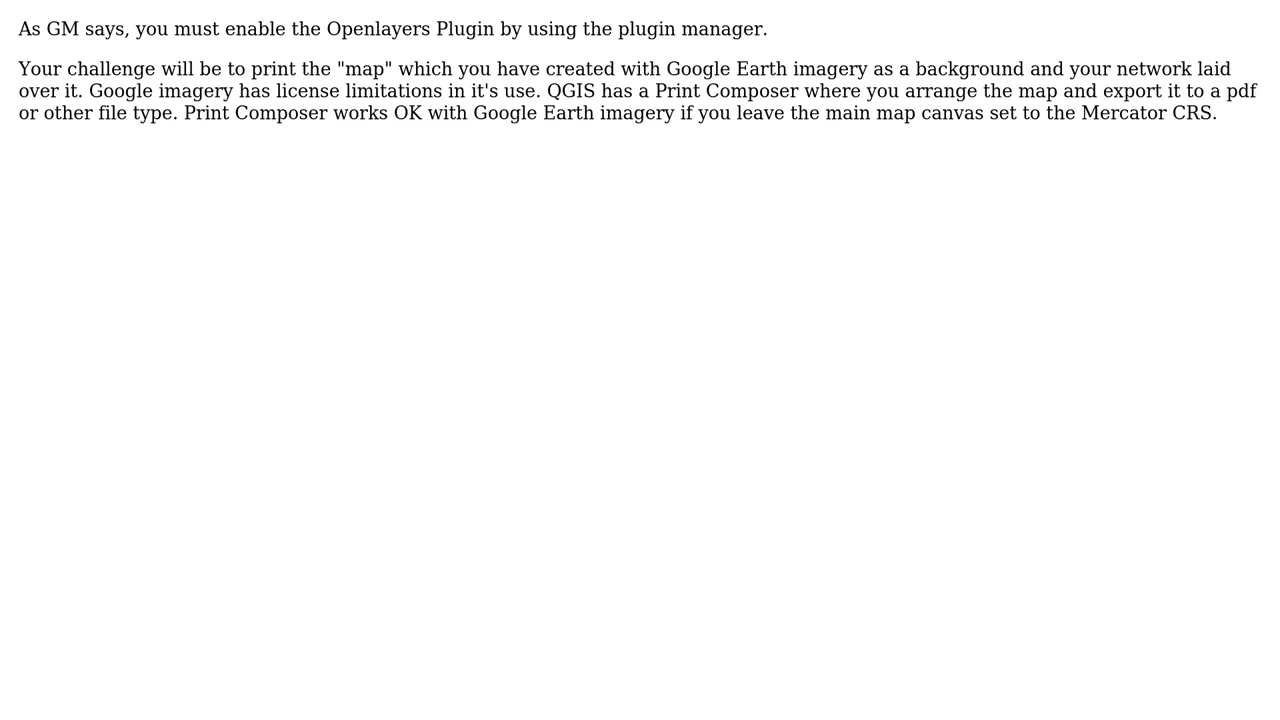 As GM says, you must enable the Openlayers Plugin by using the plugin manager.
Your challenge will be to print the "map" which you have created with Google Earth imagery as a background and your network laid
over it. Google imagery has license limitations in it's use. QGIS has a Print Composer where you arrange the map and export it to a pdf
or other file type. Print Composer works OK with Google Earth imagery if you leave the main map canvas set to the Mercator CRS.